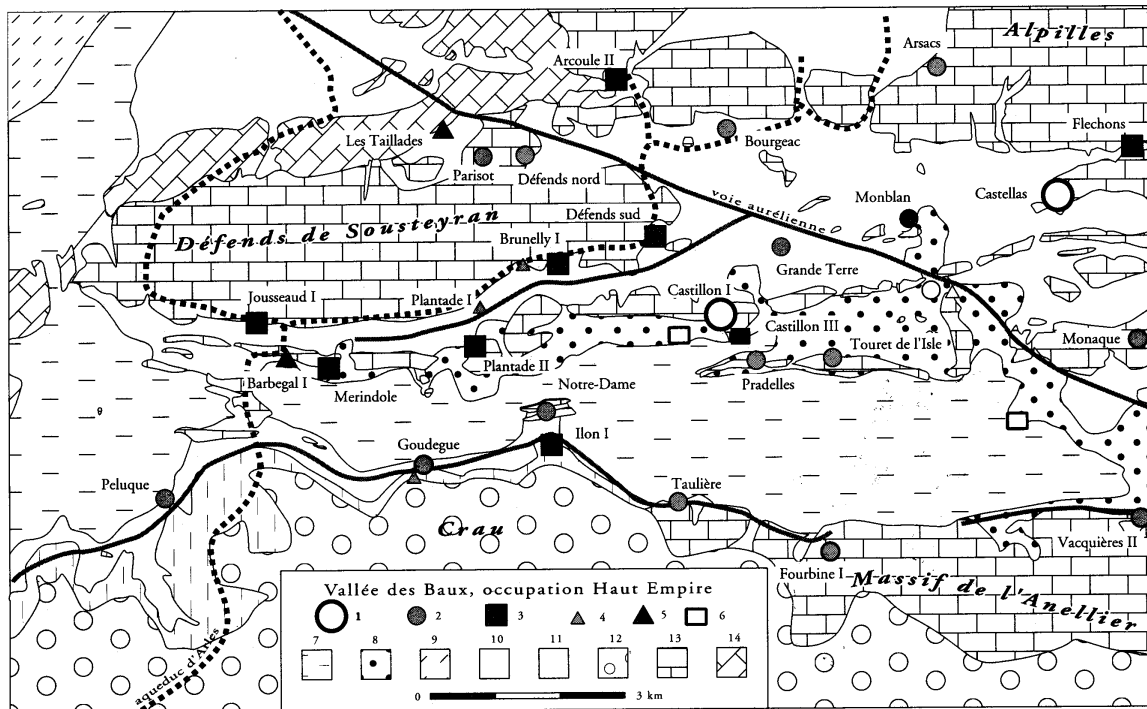 Alpilles
Arsacs
Arcoule II
Les Taillades
Bourgeac
Flechons
Parisot
Défends nord
Castellas
voie aurélienne
Monblan
Défends sud
Défends de Sousteyran
Brunelly I
Grande Terre
Jousseaud I
Plantade I
Castillon I
Castillon III
Touret de l'Isle
Monaque
Barbegal I
Merindole
Plantade II
Pradelles
Notre-Dame
Goudegue
Ilon I
Peluque
Taulière
Crau
Vacquières II
Fourbine I
Massif de l'Anellier
aqueduc d'Arles
Vallée des Baux, occupation Haut Empire
1 2 3 4 5 6
7 8 9 10 11 12 13 14
0 3 km